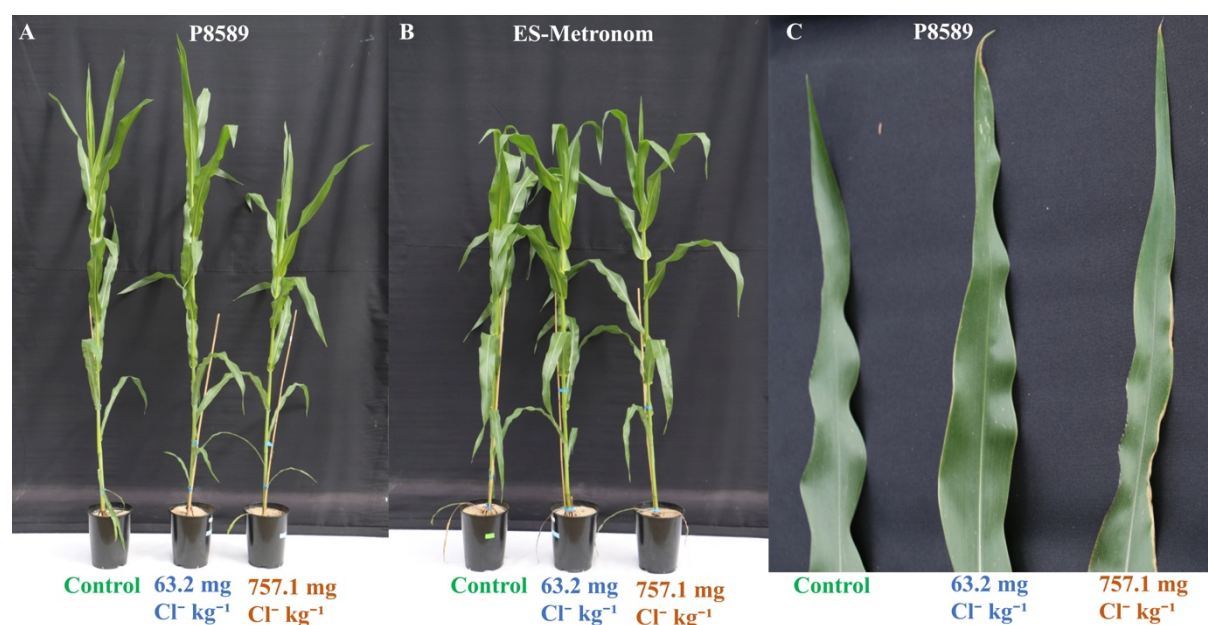 A P8589
B ES-Metronom
C P8589
Control 63.2 mg 757.1 mg
Cl⁻ kg⁻¹ Cl⁻ kg⁻¹
Control 63.2 mg 757.1 mg
Cl⁻ kg⁻¹ Cl⁻ kg⁻¹
Control 63.2 mg 757.1 mg
Cl⁻ kg⁻¹ Cl⁻ kg⁻¹